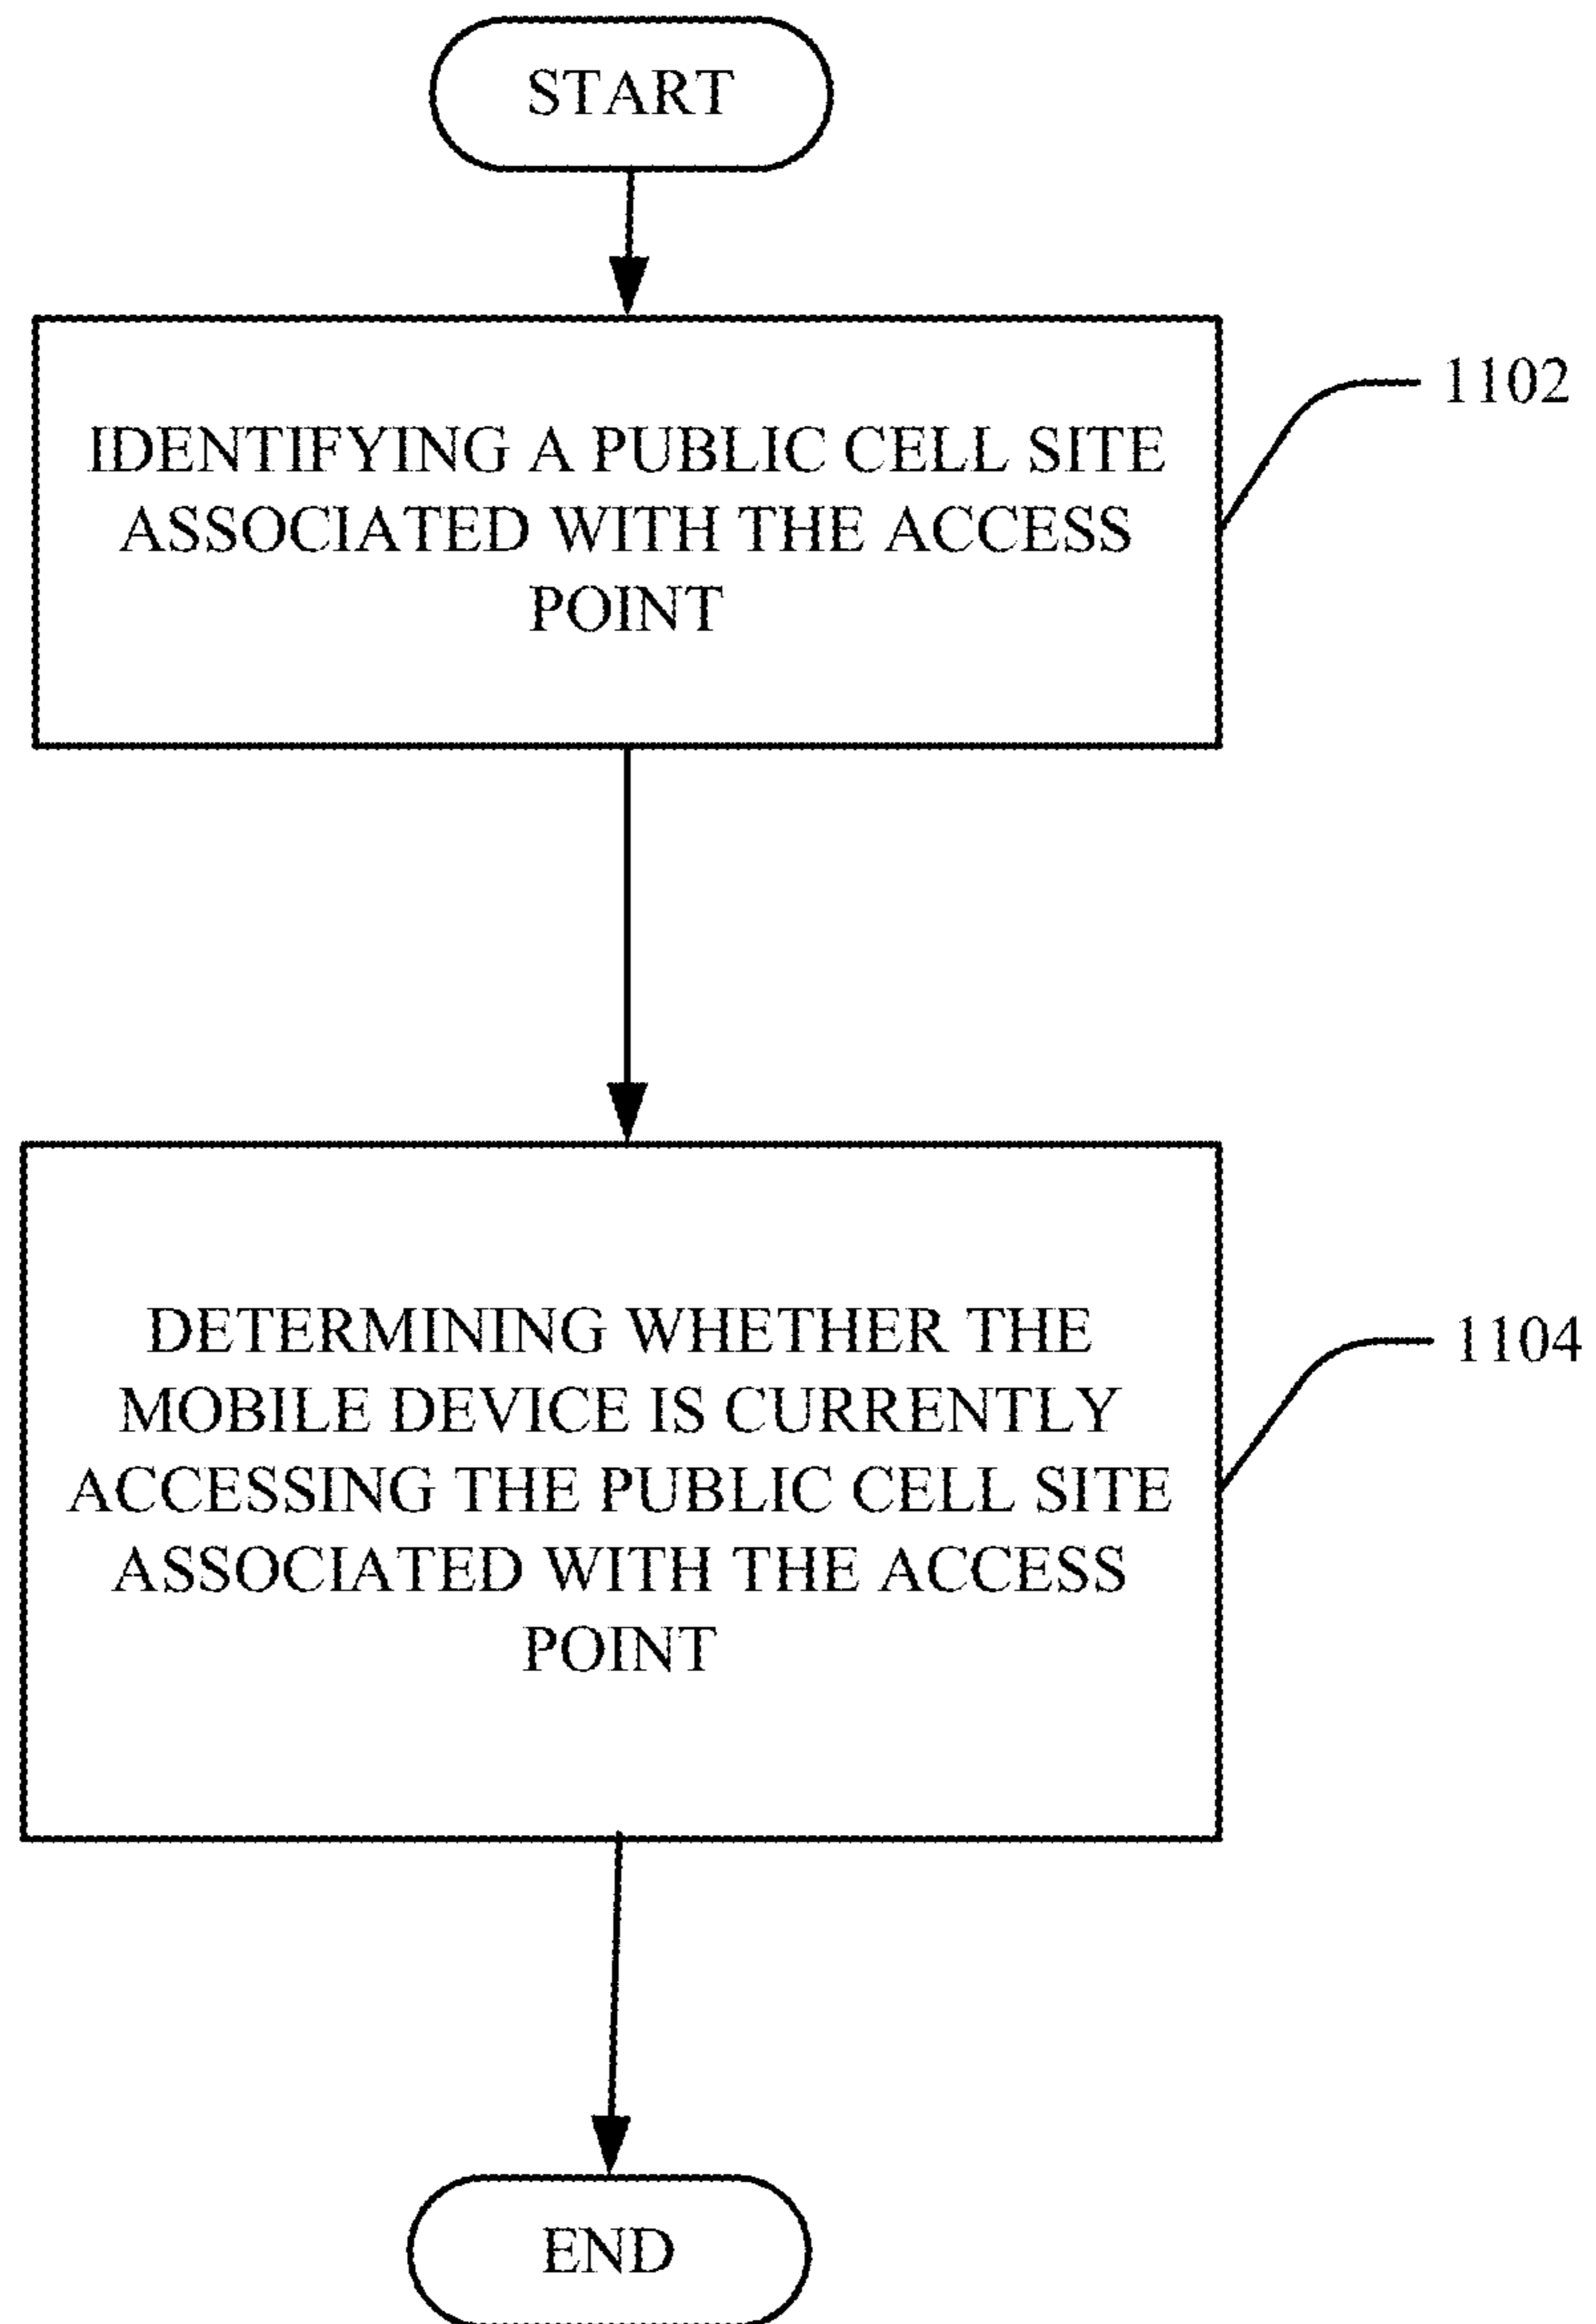 START
IDENTIFYING A PUBLIC CELL SITE
ASSOCIATED WITH THE ACCESS
POINT
1102
DETERMINING WHETHER THE
MOBILE DEVICE IS CURRENTLY
ACCESSING THE PUBLIC CELL SITE
ASSOCIATED WITH THE ACCESS
POINT
1104
END